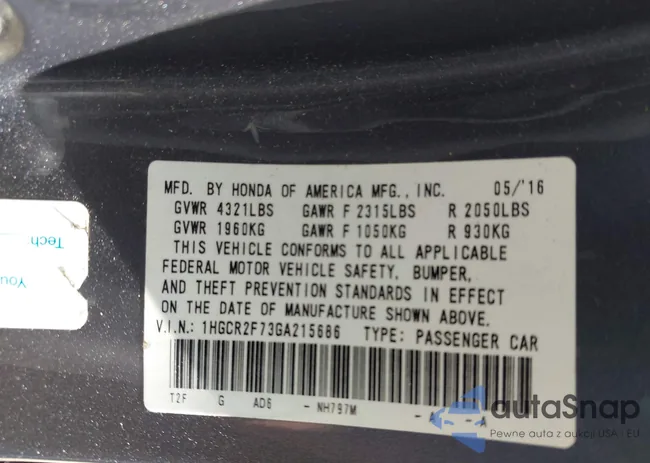 MFD. BY HONDA OF AMERICA MFG., INC. 05/'16
GVWR 4321LBS GAWR F 2315LBS R 2050LBS
GVWR 1960KG GAWR F 1050KG R 930KG
THIS VEHICLE CONFORMS TO ALL APPLICABLE
FEDERAL MOTOR VEHICLE SAFETY, BUMPER,
AND THEFT PREVENTION STANDARDS IN EFFECT
ON THE DATE OF MANUFACTURE SHOWN ABOVE.
V.I.N.: 1HGCR2F73GA215686 TYPE: PASSENGER CAR
T2F G AD6 - NH797M - A - A
Tech
You
autaSnap
Pewne auta z aukcji USA i EU